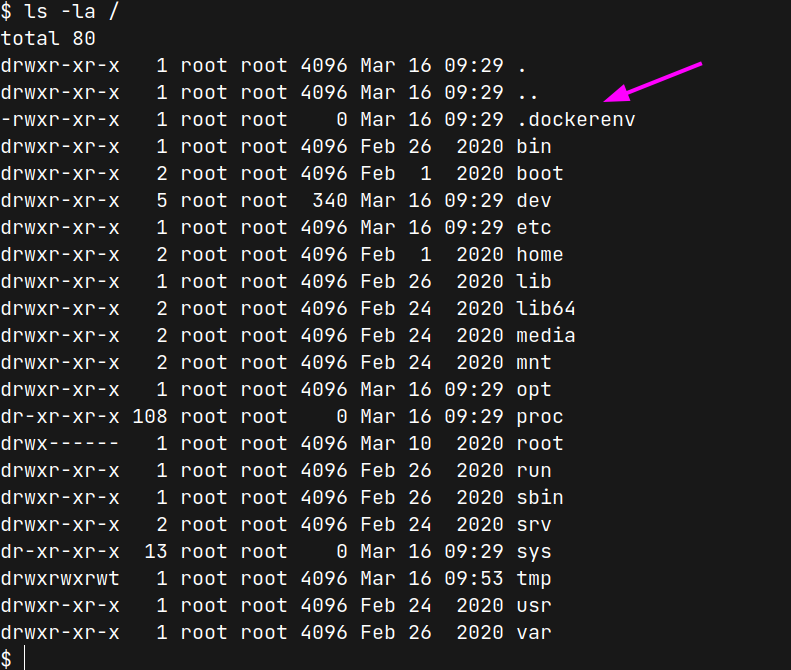 $ ls -la /
total 80
drwxr-xr-x   1 root root 4096 Mar 16 09:29 .
drwxr-xr-x   1 root root 4096 Mar 16 09:29 ..
-rwxr-xr-x   1 root root    0 Mar 16 09:29 .dockerenv
drwxr-xr-x   1 root root 4096 Feb 26  2020 bin
drwxr-xr-x   2 root root 4096 Feb  1  2020 boot
drwxr-xr-x   5 root root  340 Mar 16 09:29 dev
drwxr-xr-x   1 root root 4096 Mar 16 09:29 etc
drwxr-xr-x   2 root root 4096 Feb  1  2020 home
drwxr-xr-x   1 root root 4096 Feb 26  2020 lib
drwxr-xr-x   2 root root 4096 Feb 24  2020 lib64
drwxr-xr-x   2 root root 4096 Feb 24  2020 media
drwxr-xr-x   2 root root 4096 Feb 24  2020 mnt
drwxr-xr-x   1 root root 4096 Mar 16 09:29 opt
dr-xr-xr-x 108 root root    0 Mar 16 09:29 proc
drwx------   1 root root 4096 Mar 10  2020 root
drwxr-xr-x   1 root root 4096 Feb 26  2020 run
drwxr-xr-x   1 root root 4096 Feb 26  2020 sbin
drwxr-xr-x   2 root root 4096 Feb 24  2020 srv
dr-xr-xr-x  13 root root    0 Mar 16 09:29 sys
drwxrwxrwt   1 root root 4096 Mar 16 09:53 tmp
drwxr-xr-x   1 root root 4096 Feb 24  2020 usr
drwxr-xr-x   1 root root 4096 Feb 26  2020 var
$